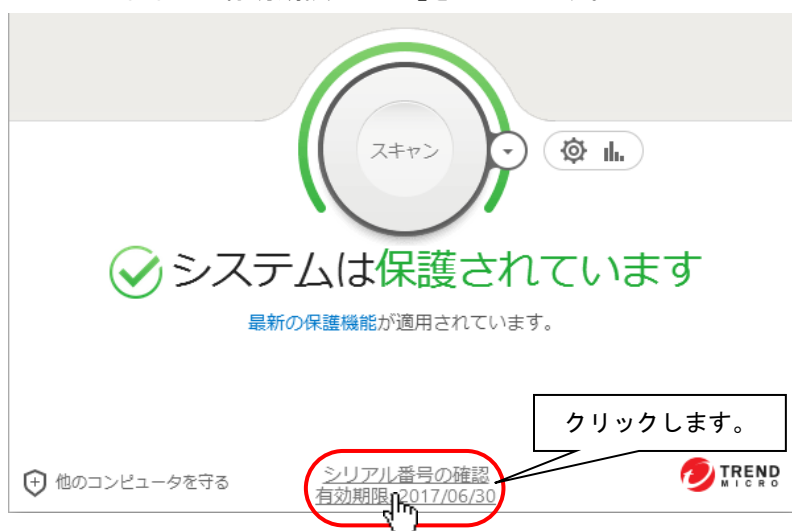 スキャン
システムは保護されています
最新の保護機能が適用されています。
クリックします。
他のコンピュータを守る
シリアル番号の確認
有効期限 2017/06/30
TREND
MICRO